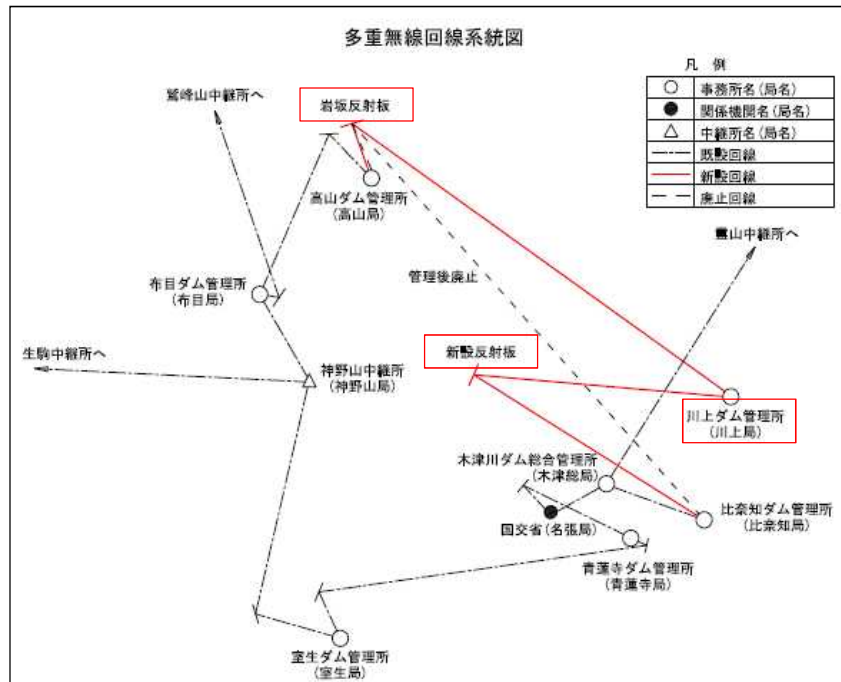 多重無線回線系統図
凡 例
事務所名(局名)
関係機関名(局名)
中継所名(局名)
既設回線
新設回線
廃止回線
鷲峰山中継所へ
岩坂反射板
高山ダム管理所
(高山局)
霊山中継所へ
布目ダム管理所
(布目局)
管理後廃止
生駒中継所へ
神野山中継所
(神野山局)
新設反射板
川上ダム管理所
(川上局)
木津川ダム総合管理所
(木津総局)
国交省(名張局)
比奈知ダム管理所
(比奈知局)
青蓮寺ダム管理所
(青蓮寺局)
室生ダム管理所
(室生局)